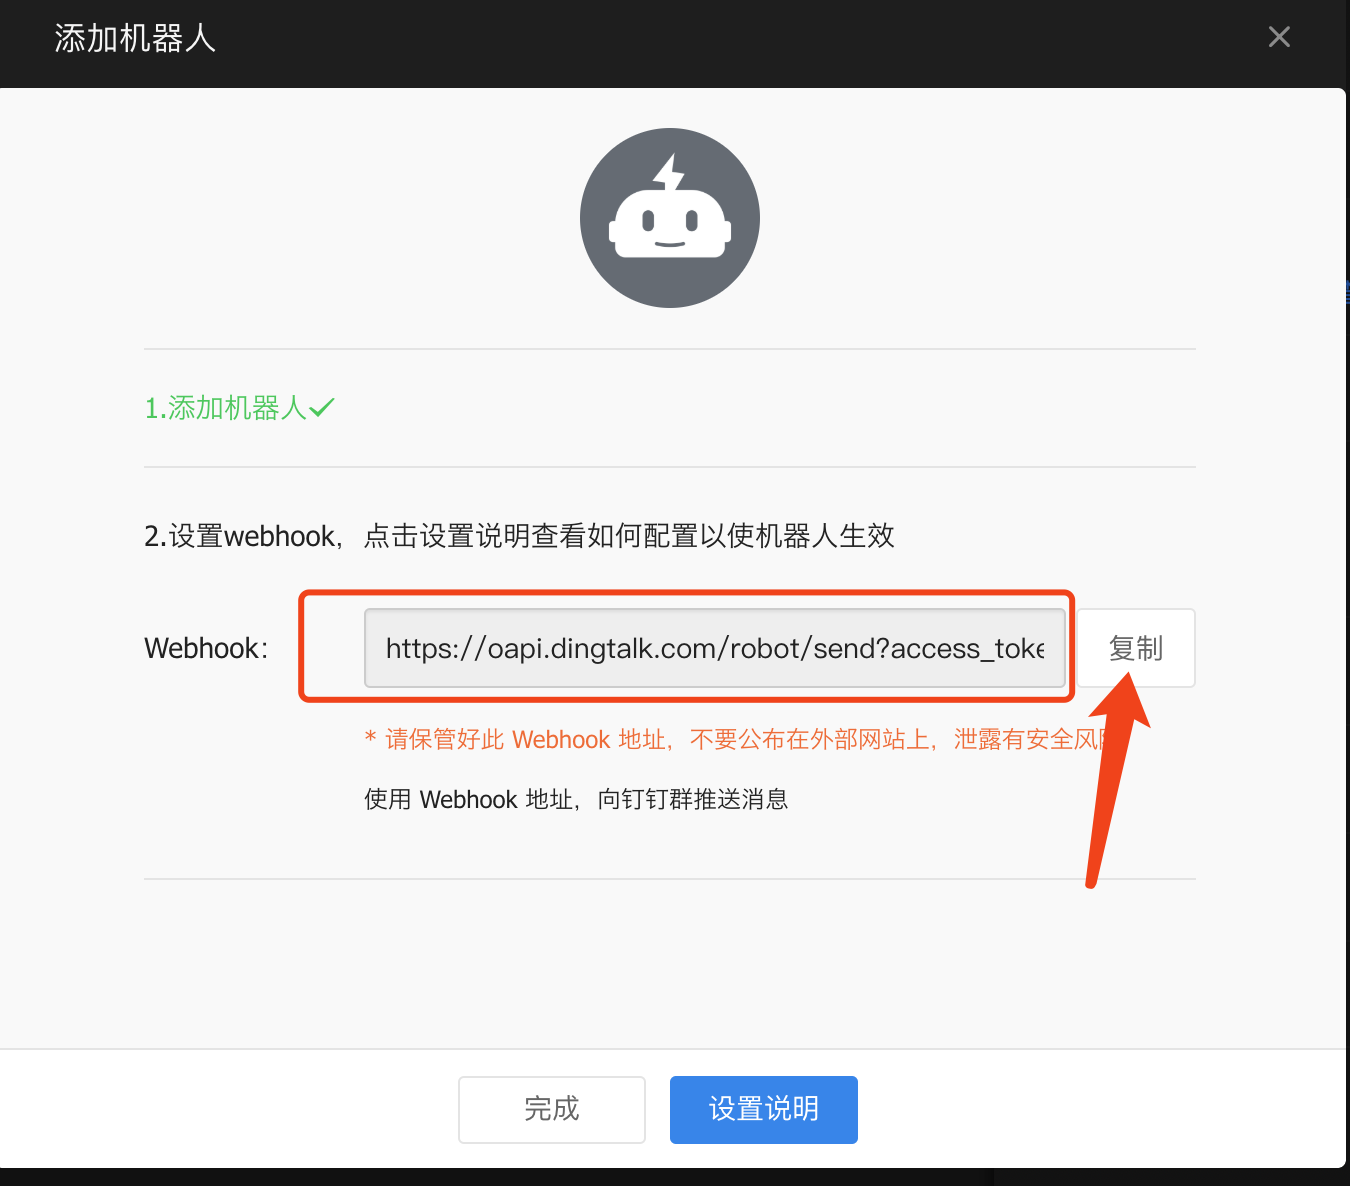 添加机器人
1.添加机器人
2.设置webhook，点击设置说明查看如何配置以使机器人生效
Webhook:
https://oapi.dingtalk.com/robot/send?access_toke
复制
* 请保管好此 Webhook 地址，不要公布在外部网站上，泄露有安全风
使用 Webhook 地址，向钉钉群推送消息
完成
设置说明